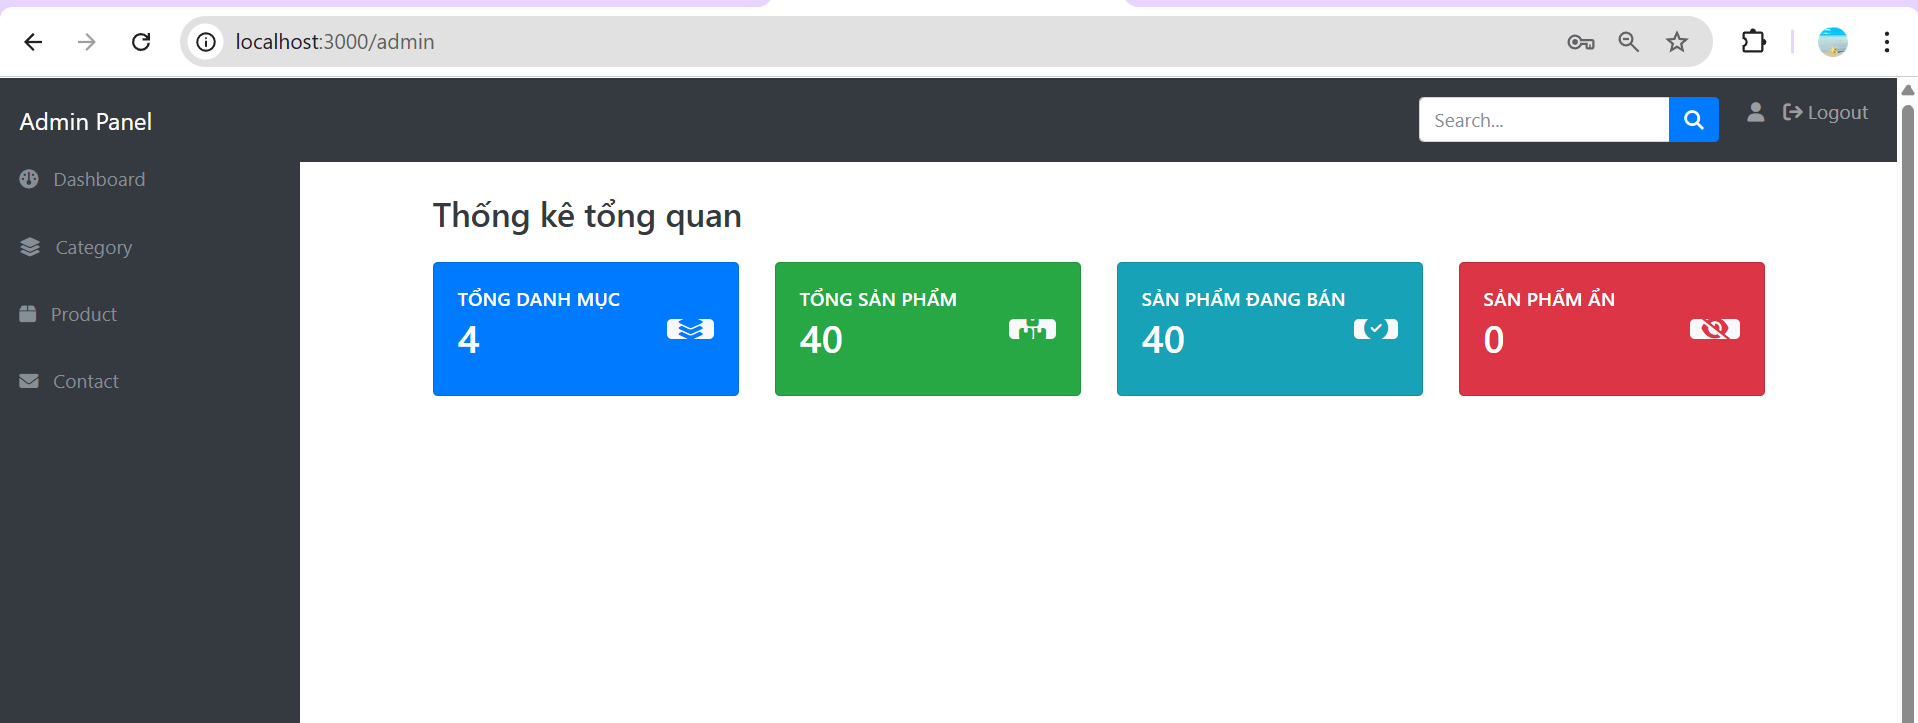 localhost:3000/admin
Admin Panel
Search...
Logout
Dashboard
Category
Product
Contact
Thống kê tổng quan
TỔNG DANH MỤC
4
TỔNG SẢN PHẨM
40
SẢN PHẨM ĐANG BÁN
40
SẢN PHẨM ẨN
0